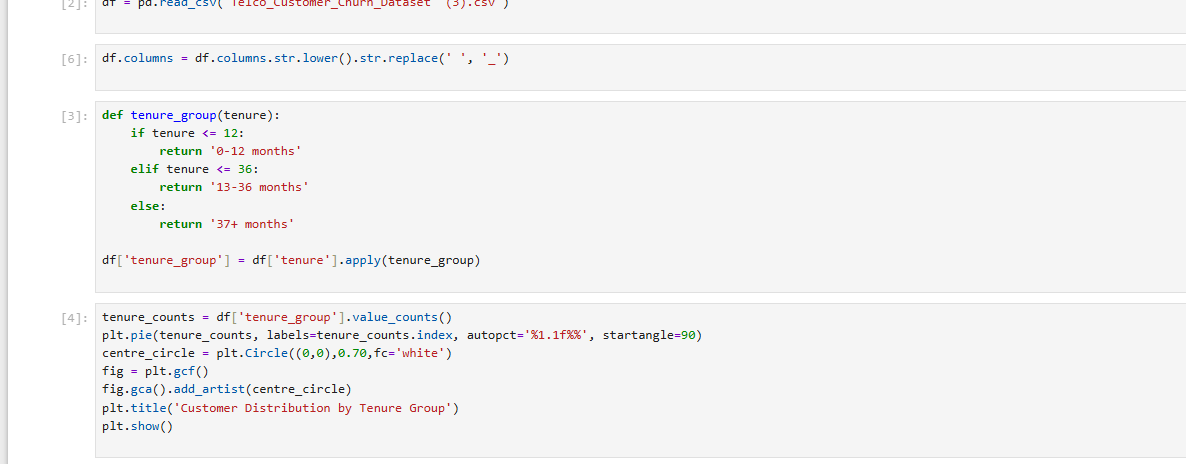 [2]: df = pd.read_csv('Telco_Customer_Churn_Dataset  (3).csv')
[6]: df.columns = df.columns.str.lower().str.replace(' ', '_')
[3]: def tenure_group(tenure):
    if tenure <= 12:
        return '0-12 months'
    elif tenure <= 36:
        return '13-36 months'
    else:
        return '37+ months'
df['tenure_group'] = df['tenure'].apply(tenure_group)
[4]: tenure_counts = df['tenure_group'].value_counts()
plt.pie(tenure_counts, labels=tenure_counts.index, autopct='%1.1f%%', startangle=90)
centre_circle = plt.Circle((0,0),0.70,fc='white')
fig = plt.gcf()
fig.gca().add_artist(centre_circle)
plt.title('Customer Distribution by Tenure Group')
plt.show()